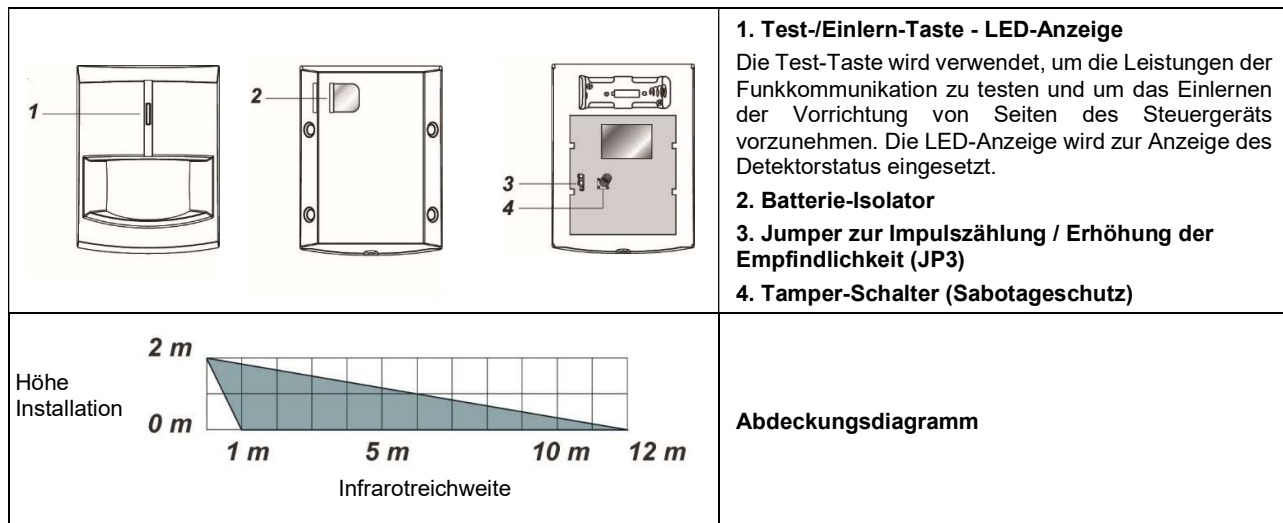 1
2
3
4
1. Test-/Einlern-Taste - LED-Anzeige
Die Test-Taste wird verwendet, um die Leistungen der
Funkkommunikation zu testen und um das Einlernen
der Vorrichtung von Seiten des Steuergeräts
vorzunehmen. Die LED-Anzeige wird zur Anzeige des
Detektorstatus eingesetzt.
2. Batterie-Isolator
3. Jumper zur Impulszählung / Erhöhung der
Empfindlichkeit (JP3)
4. Tamper-Schalter (Sabotageschutz)
2 m
Höhe
Installation
0 m
1 m 5 m 10 m 12 m
Infrarotreichweite
Abdeckungsdiagramm